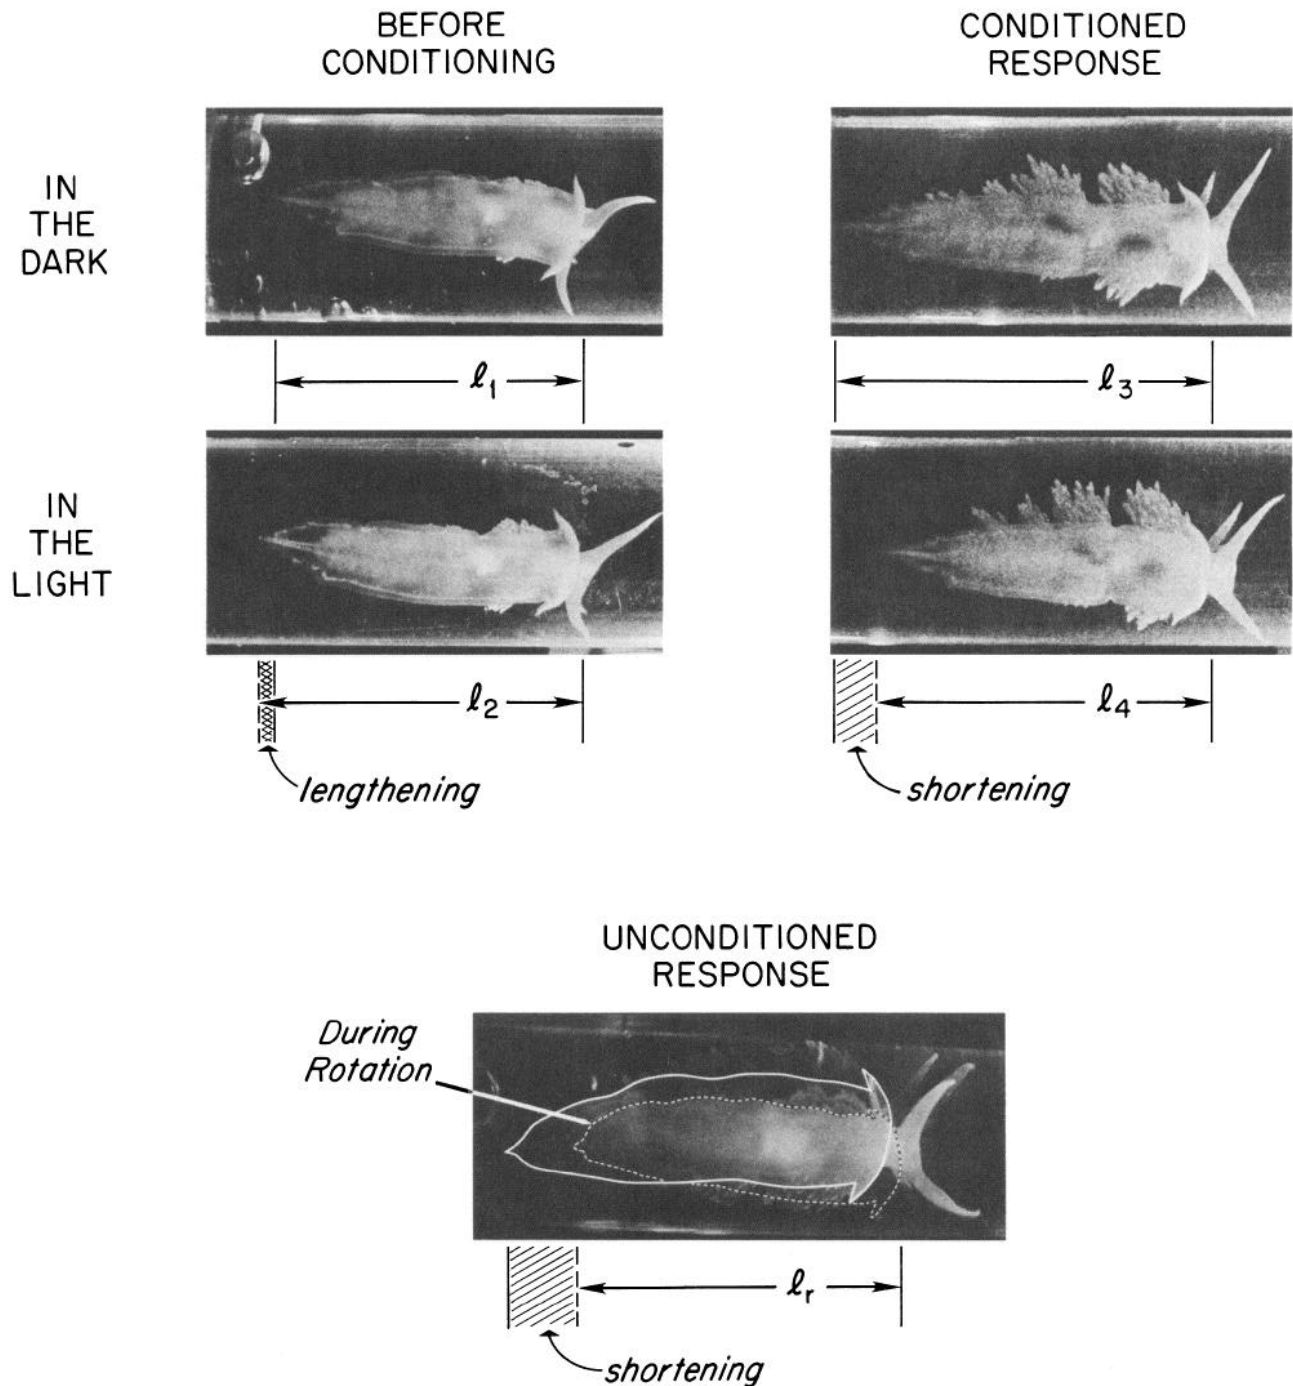 BEFORE
CONDITIONING
CONDITIONED
RESPONSE
IN
THE
DARK
ℓ1
ℓ3
IN
THE
LIGHT
ℓ2
ℓ4
lengthening
shortening
UNCONDITIONED
RESPONSE
During
Rotation
ℓr
shortening